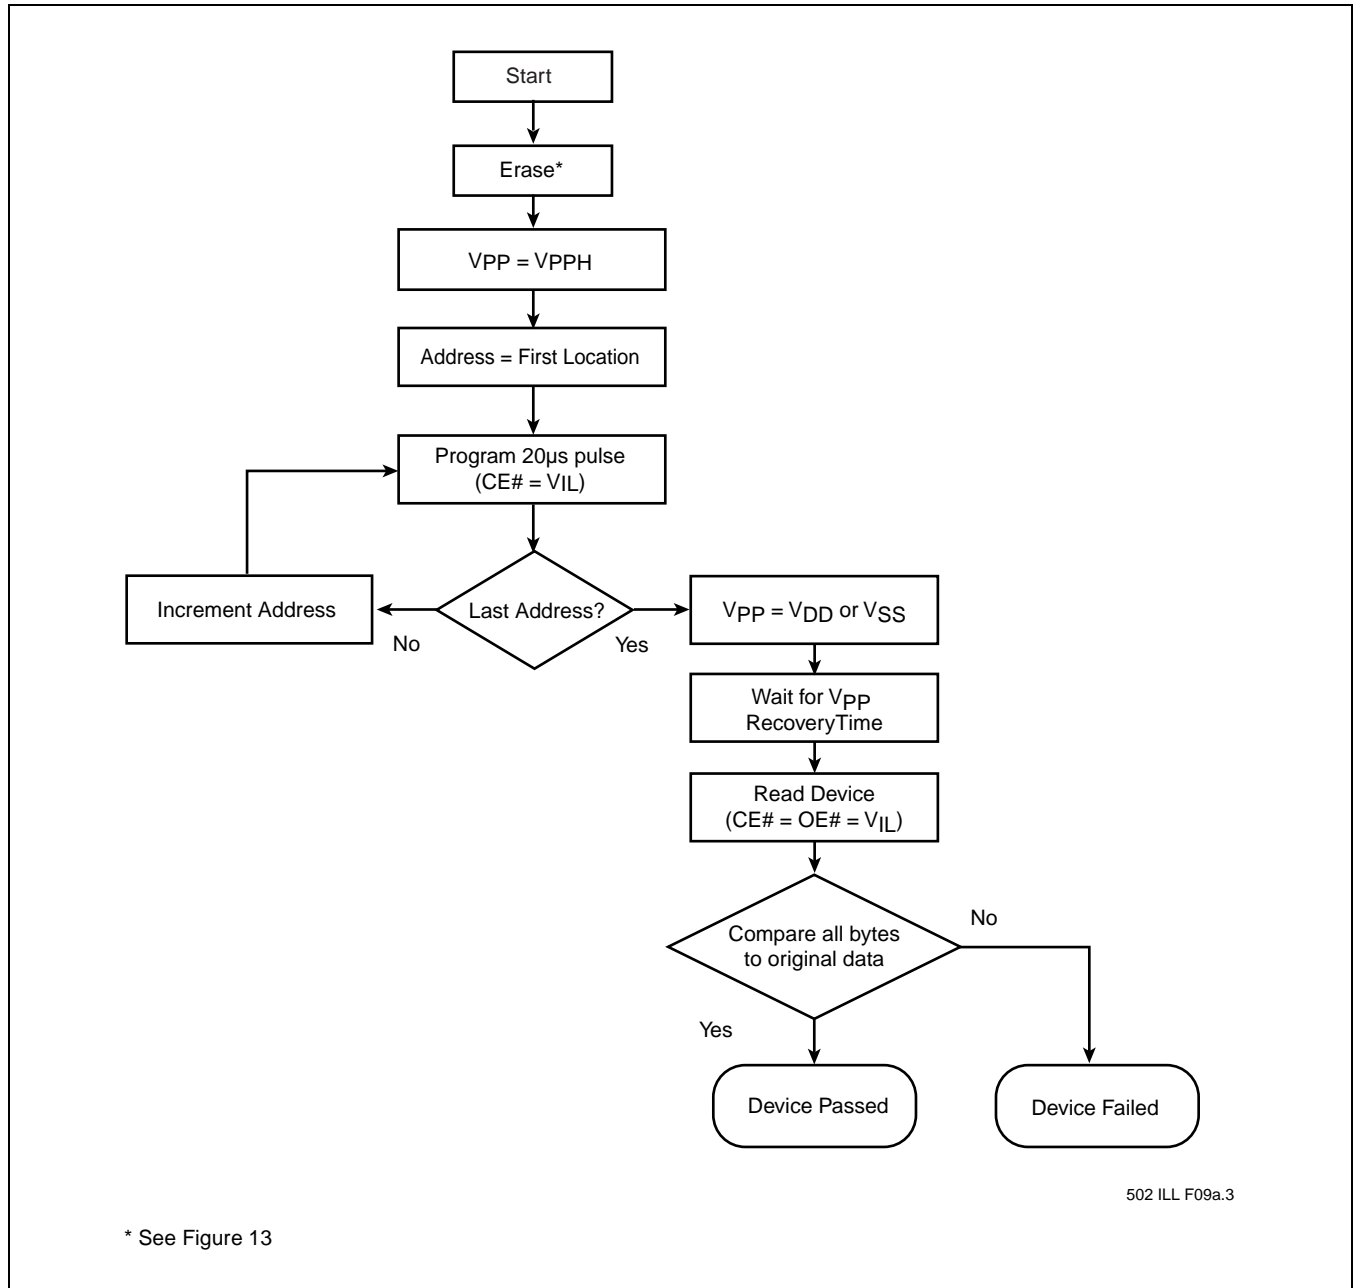 Start
Erase*
VPP = VPPH
Address = First Location
Program 20µs pulse
(CE# = VIL)
Increment Address
Last Address?
VPP = VDD or VSS
No
Yes
Wait for VPP
RecoveryTime
Read Device
(CE# = OE# = VIL)
Compare all bytes
to original data
No
Yes
Device Passed
Device Failed
502 ILL F09a.3
* See Figure 13